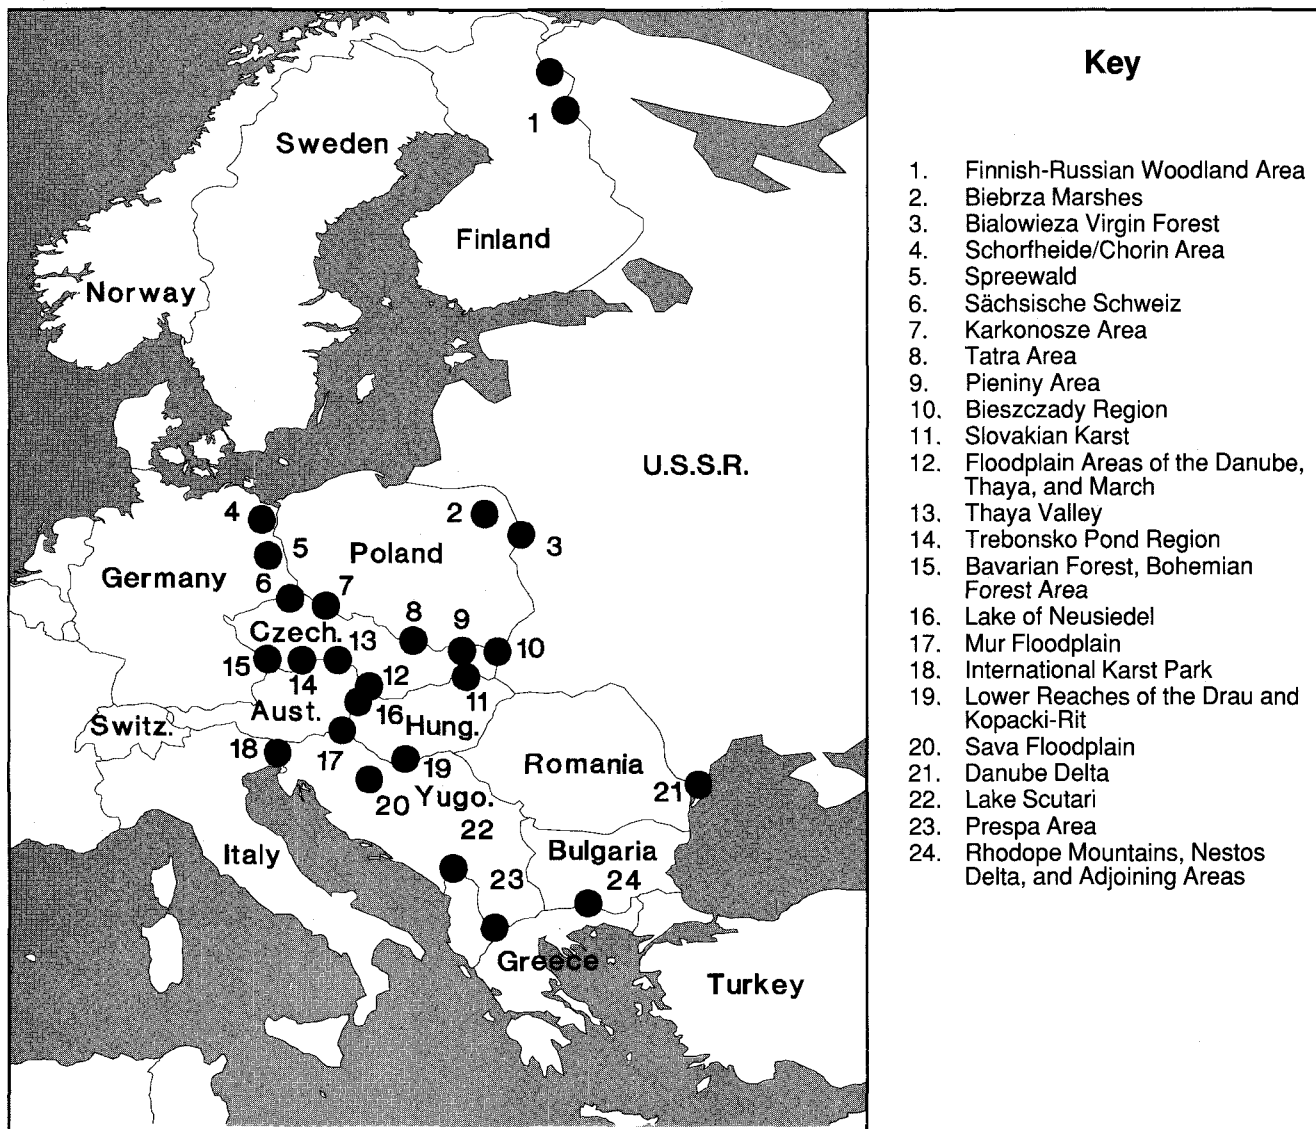 Key
1
Sweden
Finland
Norway
U.S.S.R.
4
2
5
Poland
3
Germany
6
7
8
9
Czech.
13
10
15
14
12
11
Aust.
16
Switz.
Hung.
18
17
19
Romania
20
Yugo.
21
22
Italy
Bulgaria
23
24
Greece
Turkey
1. Finnish-Russian Woodland Area
2. Biebrza Marshes
3. Bialowieza Virgin Forest
4. Schorfheide/Chorin Area
5. Spreewald
6. Sächsische Schweiz
7. Karkonosze Area
8. Tatra Area
9. Pieniny Area
10. Bieszczady Region
11. Slovakian Karst
12. Floodplain Areas of the Danube,
Thaya, and March
13. Thaya Valley
14. Trebonsko Pond Region
15. Bavarian Forest, Bohemian
Forest Area
16. Lake of Neusiedel
17. Mur Floodplain
18. International Karst Park
19. Lower Reaches of the Drau and
Kopacki-Rit
20. Sava Floodplain
21. Danube Delta
22. Lake Scutari
23. Prespa Area
24. Rhodope Mountains, Nestos
Delta, and Adjoining Areas